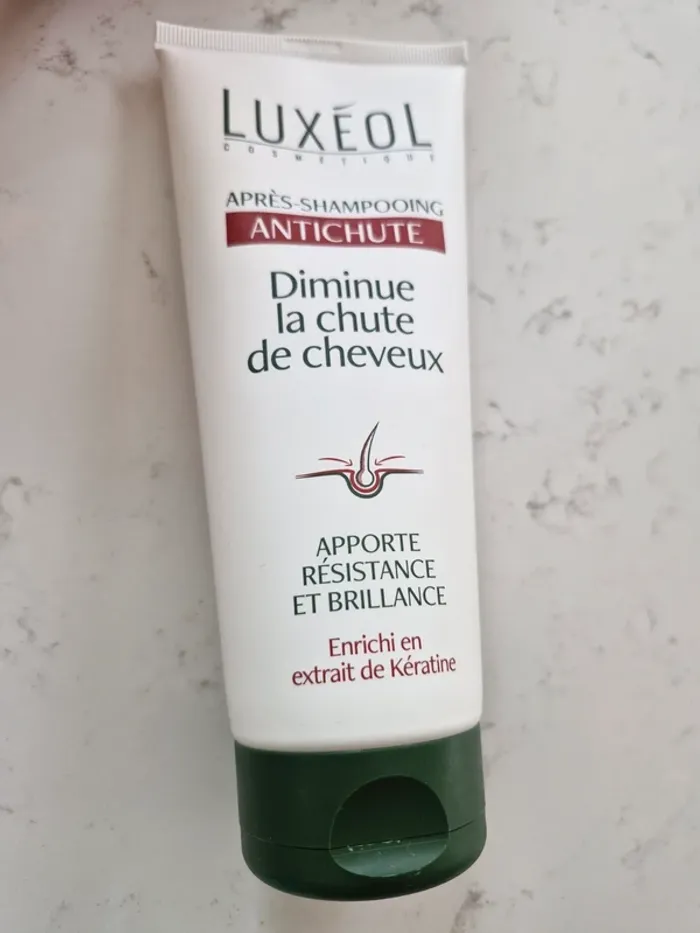 LUXÉOL
COSMÉTIQUE
APRÈS-SHAMPOOING
ANTICHUTE
Diminue
la chute
de cheveux
APPORTE
RÉSISTANCE
ET BRILLANCE
Enrichi en
extrait de Kératine